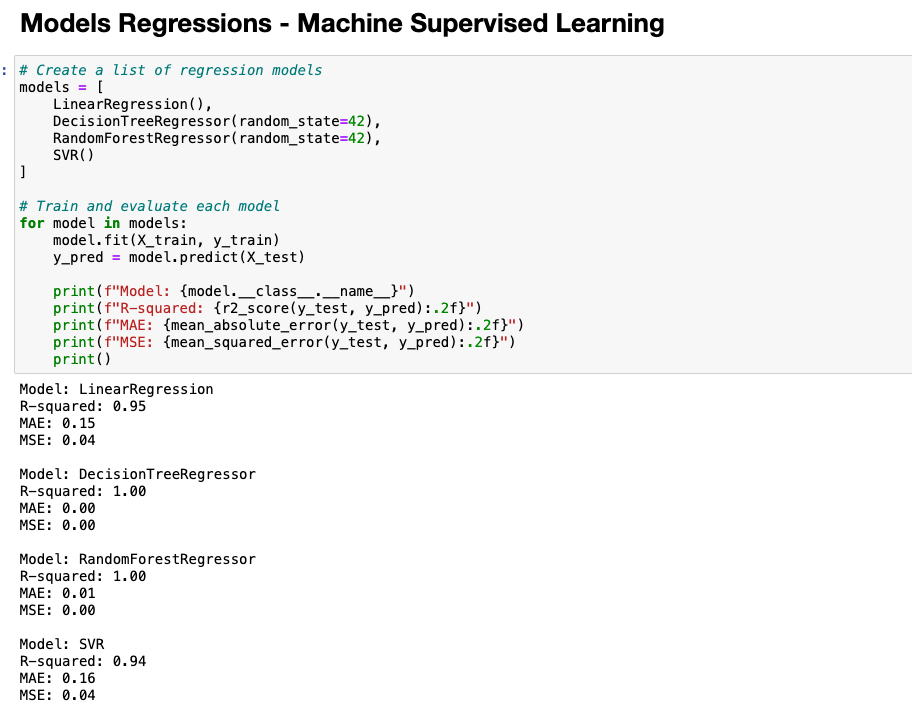 Models Regressions - Machine Supervised Learning
:
# Create a list of regression models
models = [
    LinearRegression(),
    DecisionTreeRegressor(random_state=42),
    RandomForestRegressor(random_state=42),
    SVR()
]
# Train and evaluate each model
for model in models:
    model.fit(X_train, y_train)
    y_pred = model.predict(X_test)
    print(f"Model: {model.__class__.__name__}")
    print(f"R-squared: {r2_score(y_test, y_pred):.2f}")
    print(f"MAE: {mean_absolute_error(y_test, y_pred):.2f}")
    print(f"MSE: {mean_squared_error(y_test, y_pred):.2f}")
    print()
Model: LinearRegression
R-squared: 0.95
MAE: 0.15
MSE: 0.04
Model: DecisionTreeRegressor
R-squared: 1.00
MAE: 0.00
MSE: 0.00
Model: RandomForestRegressor
R-squared: 1.00
MAE: 0.01
MSE: 0.00
Model: SVR
R-squared: 0.94
MAE: 0.16
MSE: 0.04